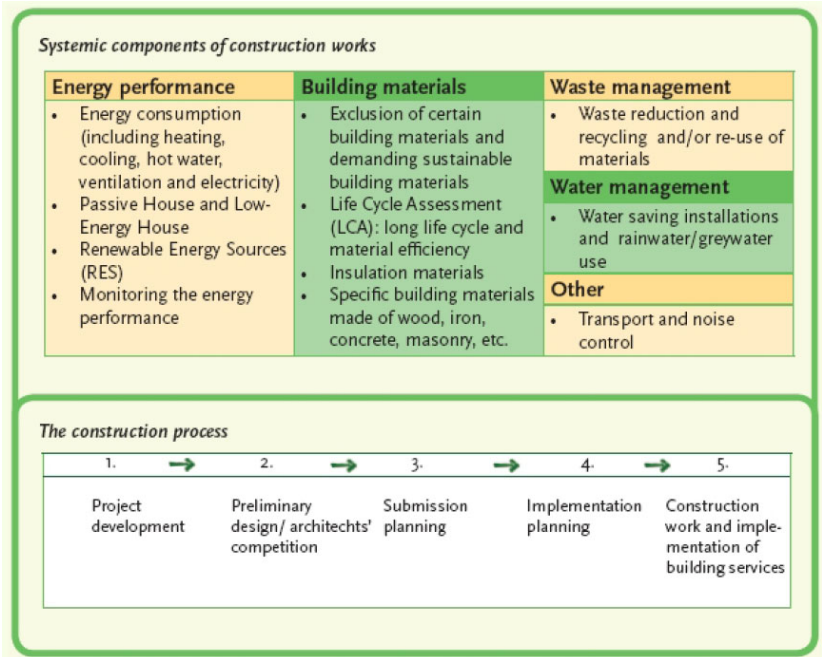 Systemic components of construction works
Energy performance
• Energy consumption
(including heating,
cooling, hot water,
ventilation and electricity)
• Passive House and Low-
Energy House
• Renewable Energy Sources
(RES)
• Monitoring the energy
performance
Building materials
• Exclusion of certain
building materials and
demanding sustainable
building materials
• Life Cycle Assessment
(LCA): long life cycle and
material efficiency
• Insulation materials
• Specific building materials
made of wood, iron,
concrete, masonry, etc.
Waste management
• Waste reduction and
recycling and/or re-use of
materials
Water management
• Water saving installations
and rainwater/greywater
use
Other
• Transport and noise
control
The construction process
1. → 2. → 3. → 4. → 5.
Project
development
Preliminary
design/ architechts'
competition
Submission
planning
Implementation
planning
Construction
work and imple-
mentation of
building services